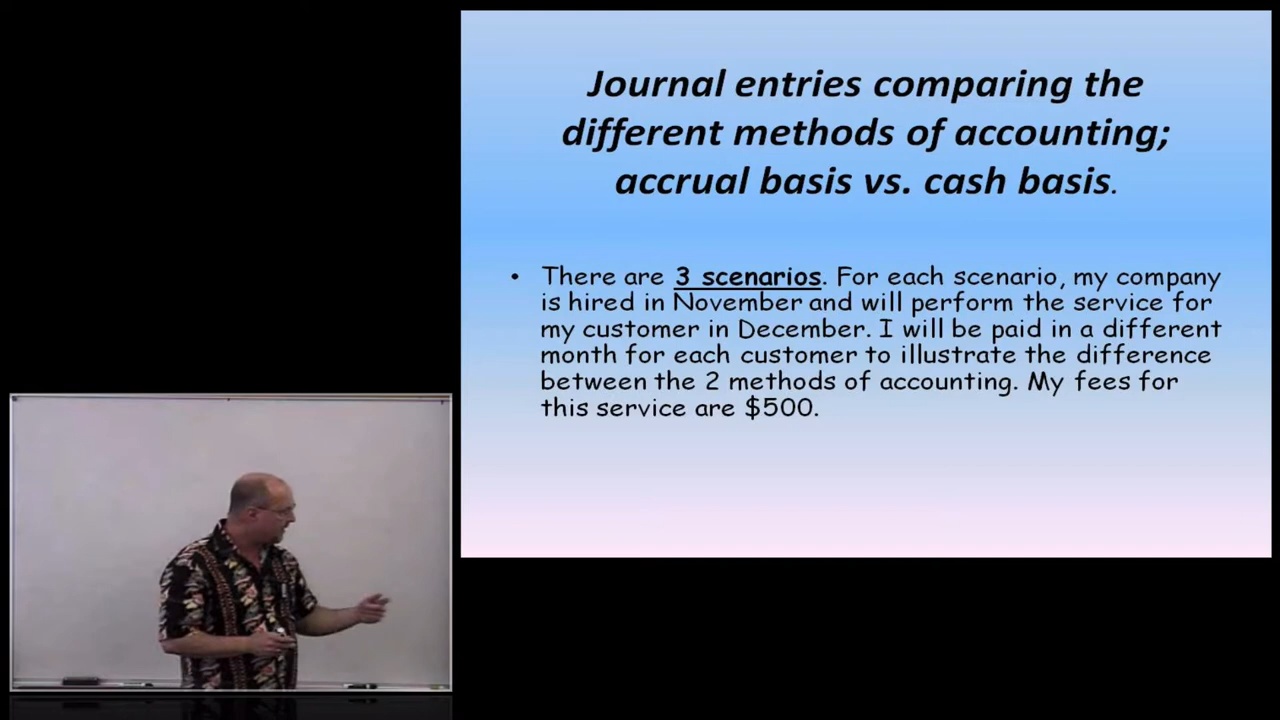 Journal entries comparing the
different methods of accounting;
accrual basis vs. cash basis.
• There are 3 scenarios. For each scenario, my company
is hired in November and will perform the service for
my customer in December. I will be paid in a different
month for each customer to illustrate the difference
between the 2 methods of accounting. My fees for
this service are $500.